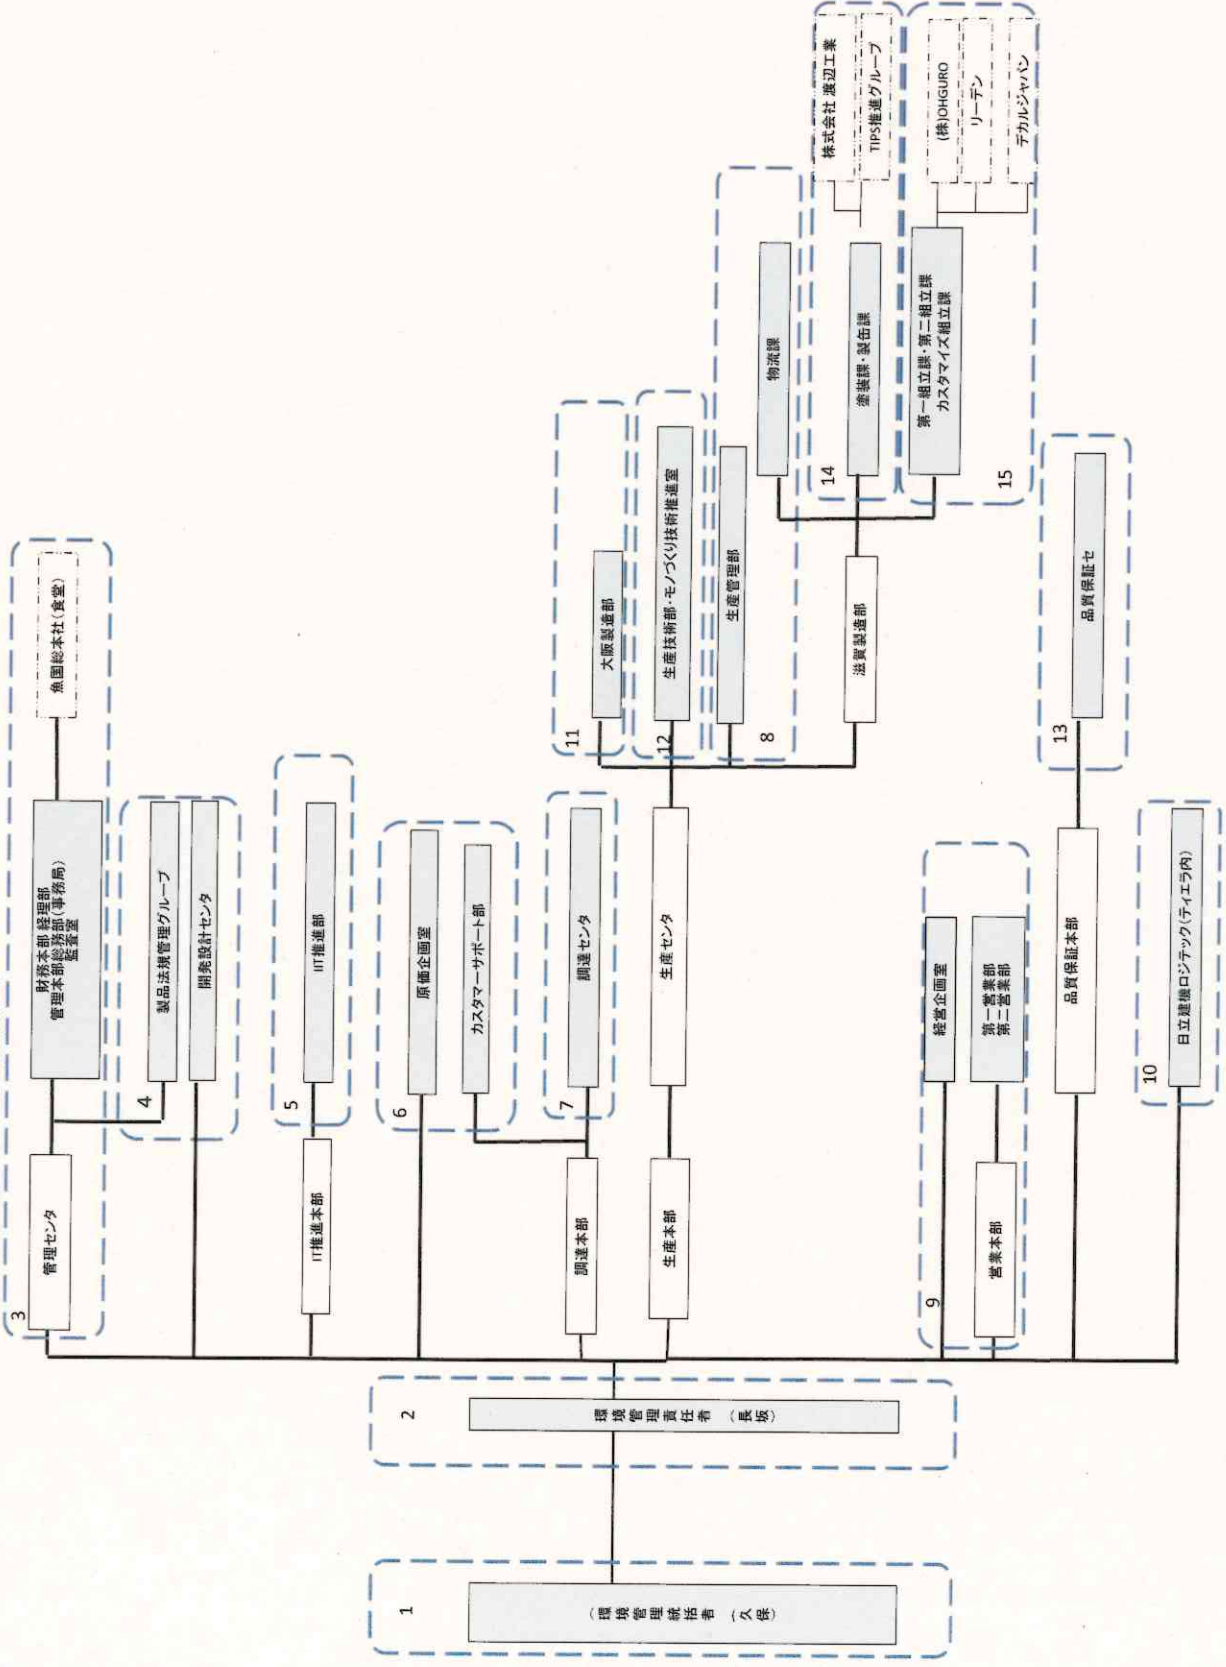 1
（環境管理統括者（久保）
2
環境管理責任者（長坂）
3
管理センタ
財務本部 経理部
管理本部総務部（事務局）
監査室
魚国総本社（食堂）
4
製品法規管理グループ
開発設計センタ
5
IT推進本部
IT推進部
6
原価企画室
カスタマーサポート部
7
調達本部
調達センタ
生産本部
生産センタ
11
大阪製造部
12
生産技術部・モノづくり技術推進室
8
生産管理部
物流課
滋賀製造部
14
塗装課・製缶課
株式会社 渡辺工業
TIPS推進グループ
15
第一組立課・第二組立課
カスタマイズ組立課
(株)OHGURO
リーデン
デカルジャパン
9
経営企画室
営業本部
第一営業部
第二営業部
13
品質保証本部
品質保証セ
10
日立建機ロジテック（ティエラ内）